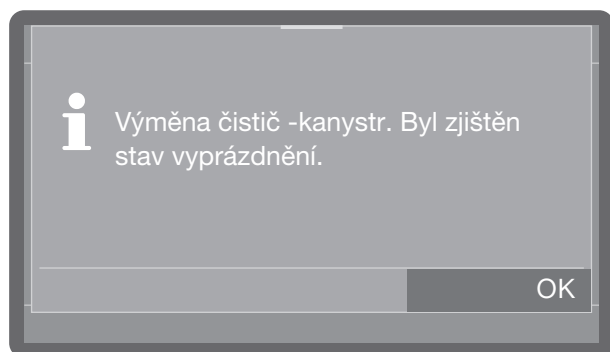 Výměna čistič -kanystr. Byl zjištěn
stav vyprázdnění.
OK